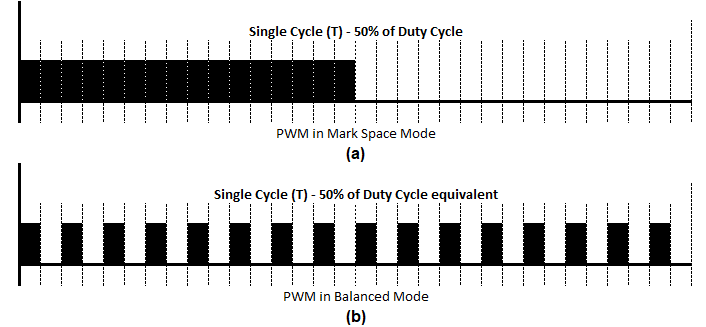 Single Cycle (T) - 50% of Duty Cycle
PWM in Mark Space Mode
(a)
Single Cycle (T) - 50% of Duty Cycle equivalent
PWM in Balanced Mode
(b)